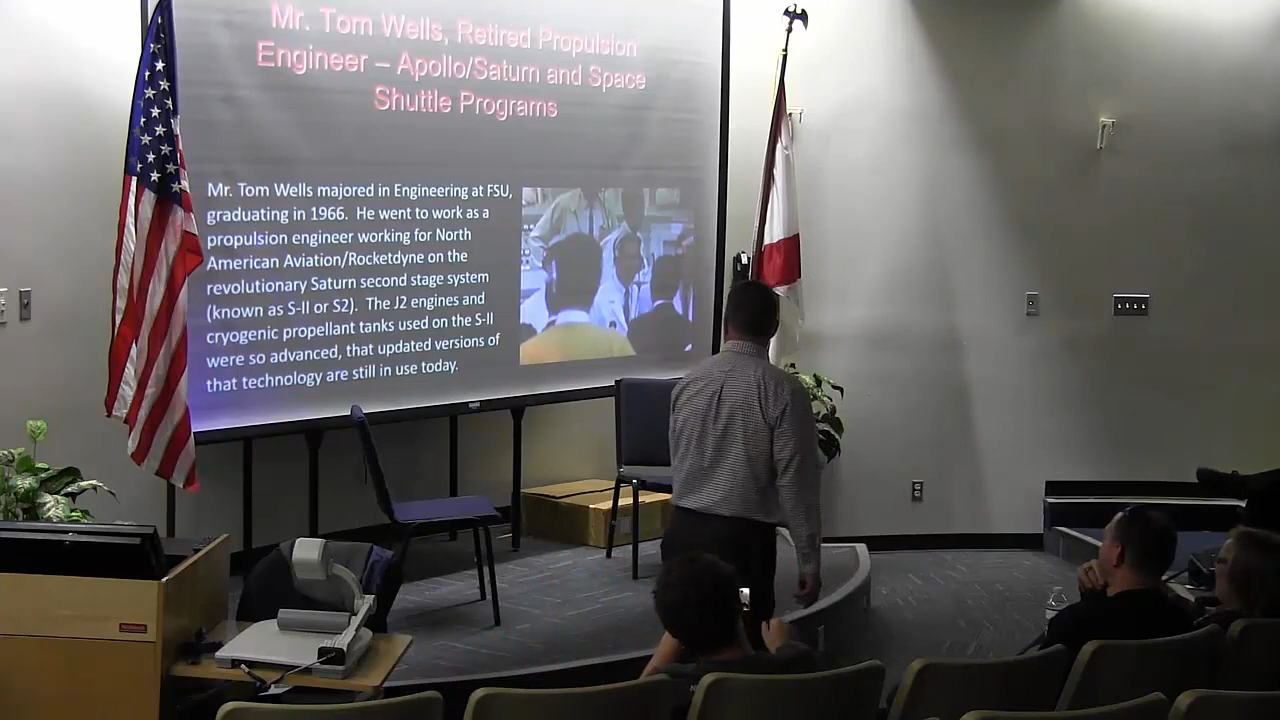 Mr. Tom Wells, Retired Propulsion
Engineer – Apollo/Saturn and Space
Shuttle Programs
Mr. Tom Wells majored in Engineering at FSU,
graduating in 1966. He went to work as a
propulsion engineer working for North
American Aviation/Rocketdyne on the
revolutionary Saturn second stage system
(known as S-II or S2). The J2 engines and
cryogenic propellant tanks used on the S-II
were so advanced, that updated versions of
that technology are still in use today.